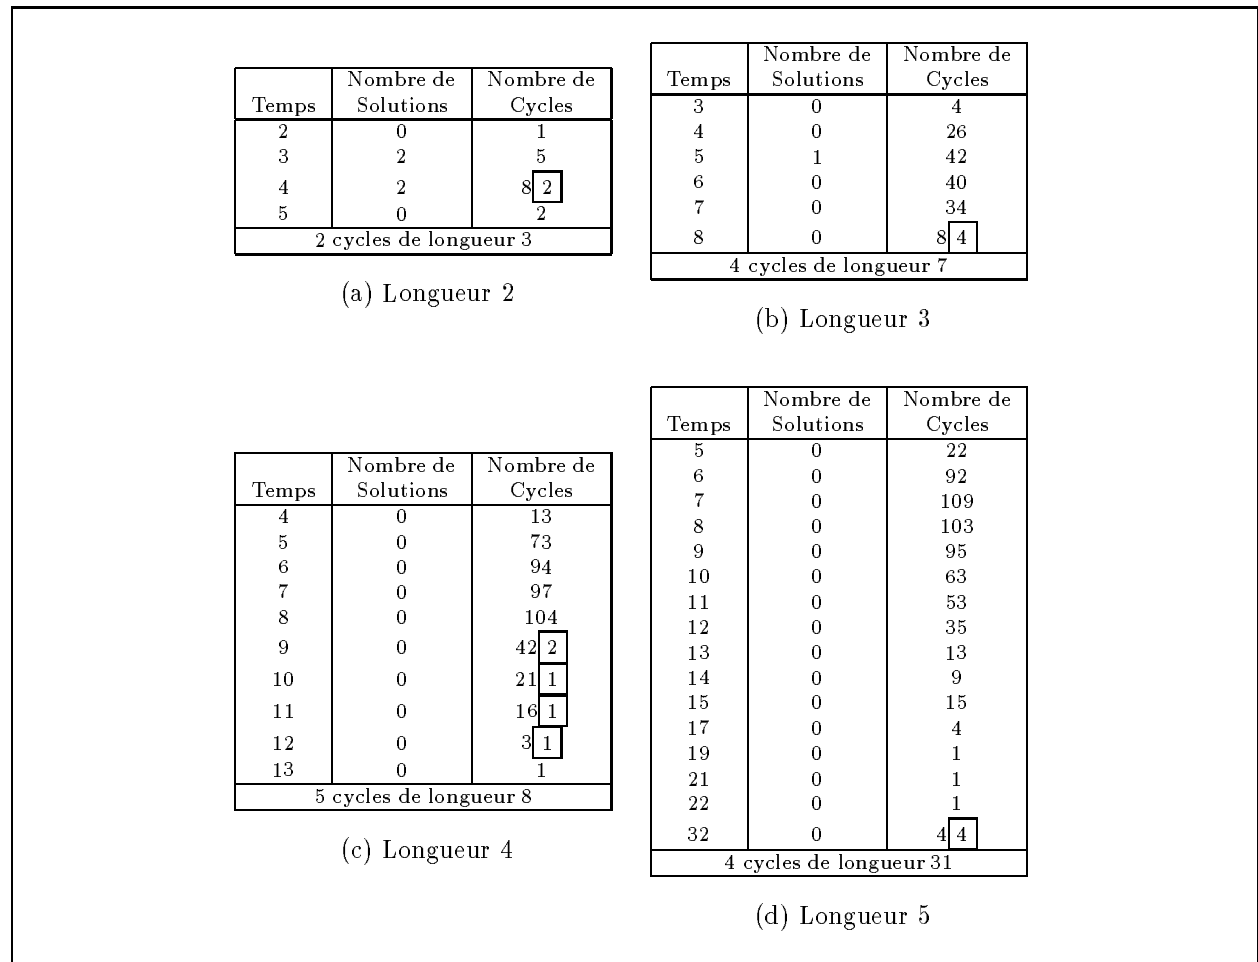 Nombre de Nombre de
Temps Solutions Cycles
2 0 1
3 2 5
4 2 8 2
5 0 2
2 cycles de longueur 3
(a) Longueur 2
Nombre de Nombre de
Temps Solutions Cycles
3 0 4
4 0 26
5 1 42
6 0 40
7 0 34
8 0 8 4
4 cycles de longueur 7
(b) Longueur 3
Nombre de Nombre de
Temps Solutions Cycles
4 0 13
5 0 73
6 0 94
7 0 97
8 0 104
9 0 42 2
10 0 21 1
11 0 16 1
12 0 3 1
13 0 1
5 cycles de longueur 8
(c) Longueur 4
Nombre de Nombre de
Temps Solutions Cycles
5 0 22
6 0 92
7 0 109
8 0 103
9 0 95
10 0 63
11 0 53
12 0 35
13 0 13
14 0 9
15 0 15
17 0 4
19 0 1
21 0 1
22 0 1
32 0 4 4
4 cycles de longueur 31
(d) Longueur 5